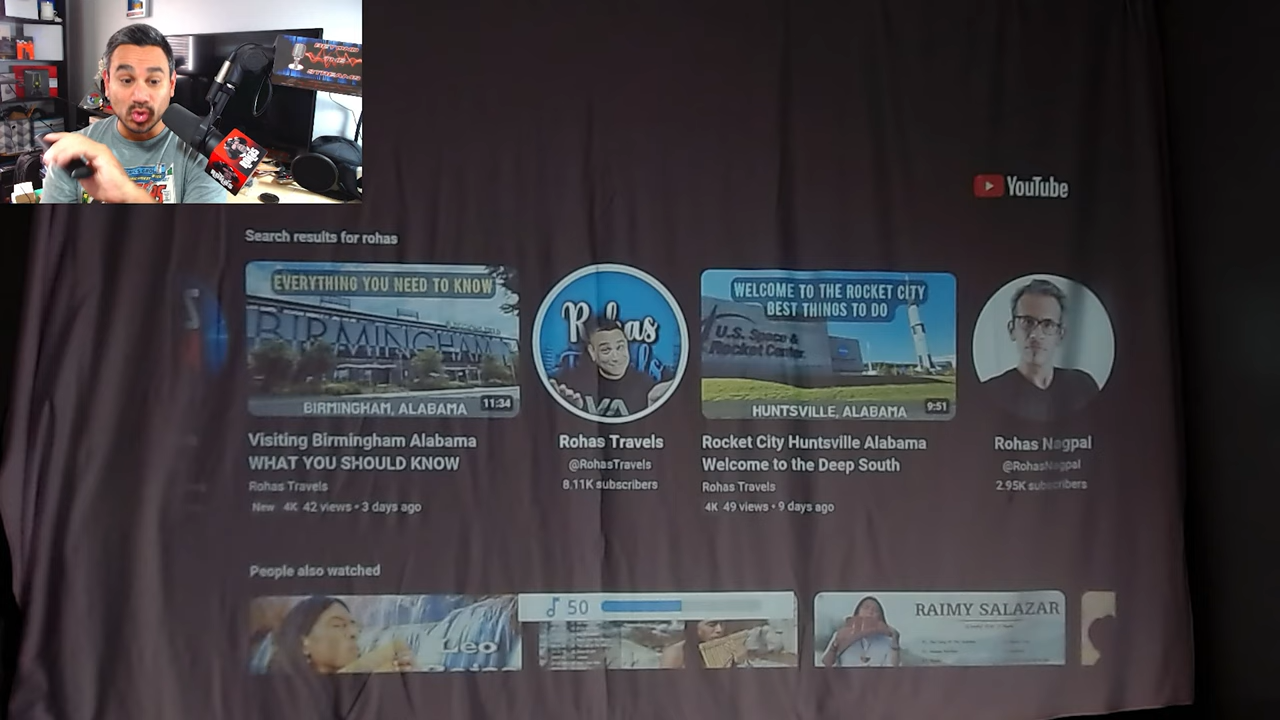 BEYOND
THE
STREAMS
YouTube
Search results for rohas
EVERYTHING YOU NEED TO KNOW
BIRMINGHAM
BIRMINGHAM, ALABAMA
11:34
Visiting Birmingham Alabama
WHAT YOU SHOULD KNOW
Rohas Travels
New 4K 42 views • 3 days ago
Rohas
Rohas Travels
@RohasTravels
8.11K subscribers
WELCOME TO THE ROCKET CITY
BEST THINGS TO DO
U.S. Space &
Rocket Center
HUNTSVILLE, ALABAMA
9:51
Rocket City Huntsville Alabama
Welcome to the Deep South
Rohas Travels
4K 49 views • 9 days ago
Rohas Nagpal
@RohasNagpal
2.95K subscribers
People also watched
Leo
50
RAIMY SALAZAR